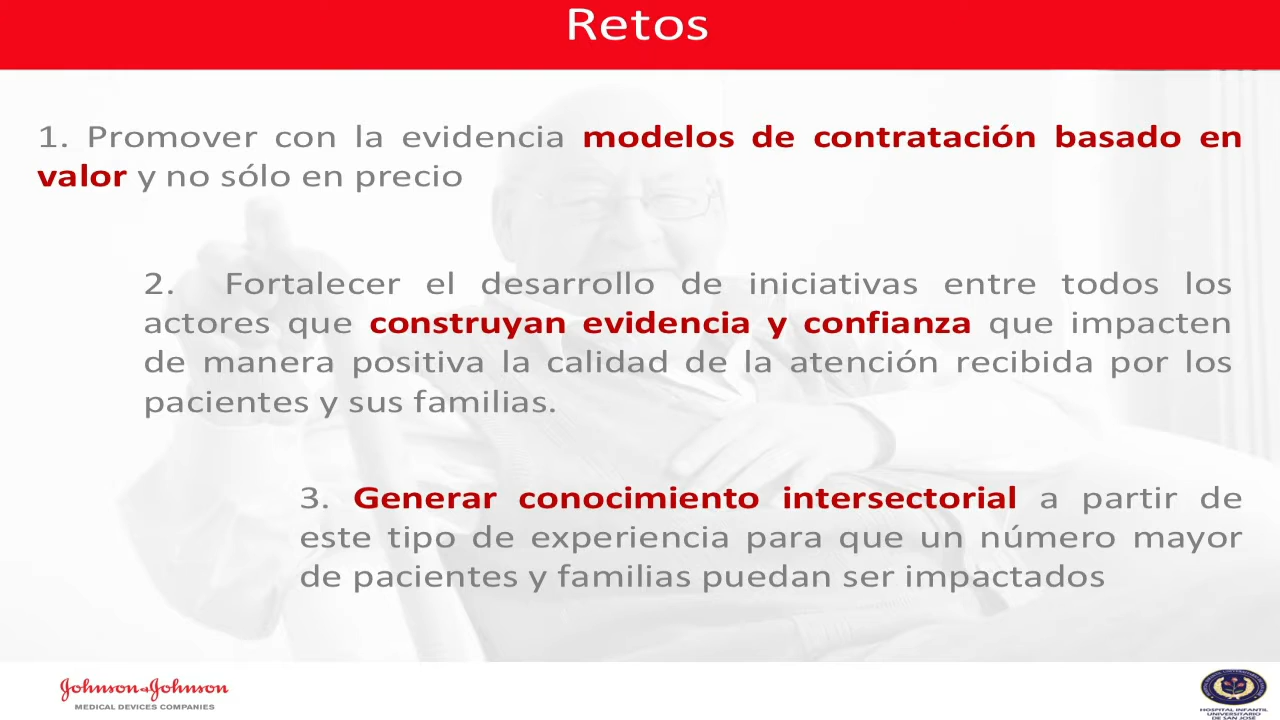 Retos
1. Promover con la evidencia modelos de contratación basado en
valor y no sólo en precio
2. Fortalecer el desarrollo de iniciativas entre todos los
actores que construyan evidencia y confianza que impacten
de manera positiva la calidad de la atención recibida por los
pacientes y sus familias.
3. Generar conocimiento intersectorial a partir de
este tipo de experiencia para que un número mayor
de pacientes y familias puedan ser impactados
Johnson&Johnson
MEDICAL DEVICES COMPANIES
HOSPITAL INFANTIL
UNIVERSITARIO
DE SAN JOSÉ